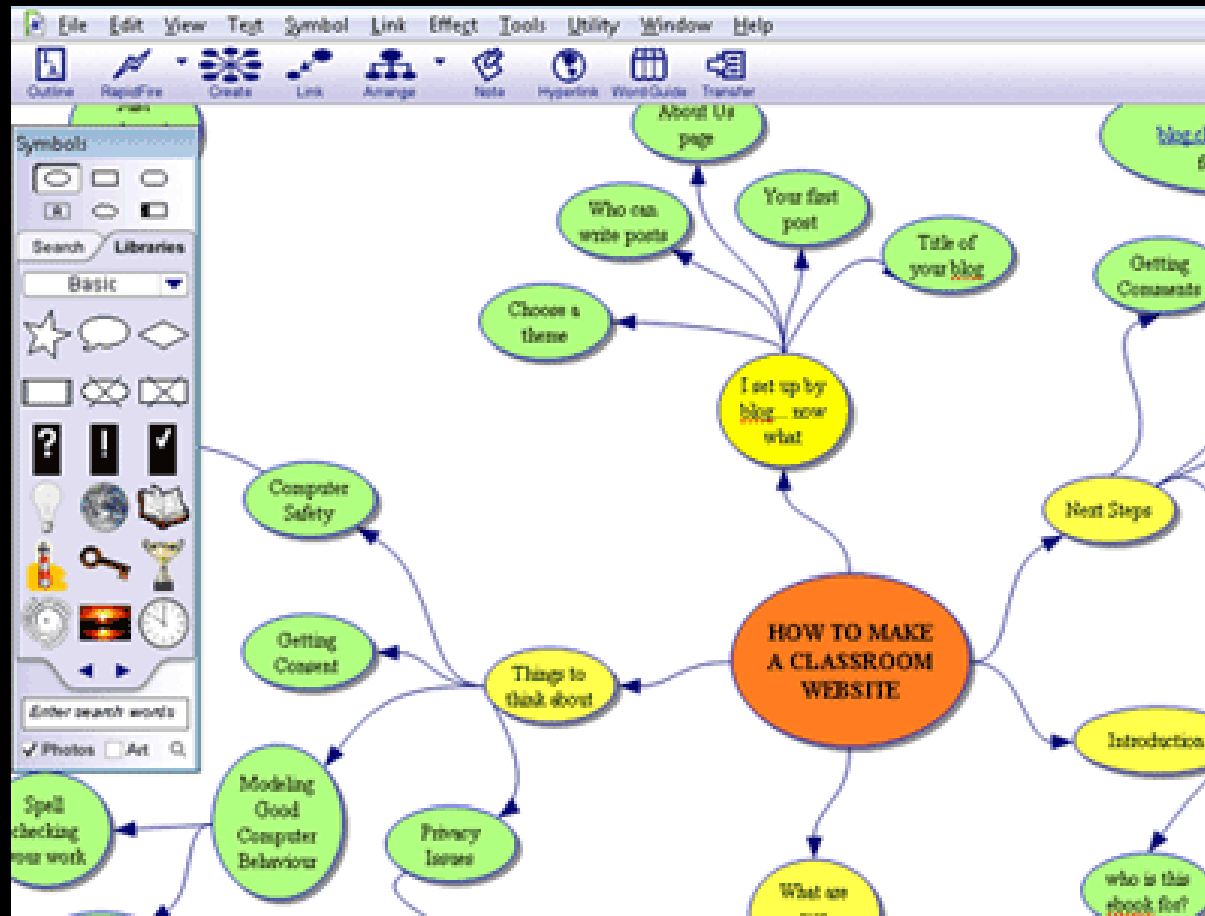 File Edit View Text Symbol Link Effect Tools Utility Window Help
Outline RapidFire Create Link Arrange Note Hyperlink WordGuide Transfer
Symbols
A
Search Libraries
Basic
?
!
Enter search words
Photos Art
About Us
page
Who can
write posts
Your first
post
Title of
your blog
Choose a
theme
I set up by
blog... now
what
Getting
Comments
Next Steps
Computer
Safety
Getting
Consent
Things to
think about
HOW TO MAKE
A CLASSROOM
WEBSITE
Introduction
Modeling
Good
Computer
Behaviour
Spell
checking
your work
Privacy
Issues
What are
who is this
ebook for?